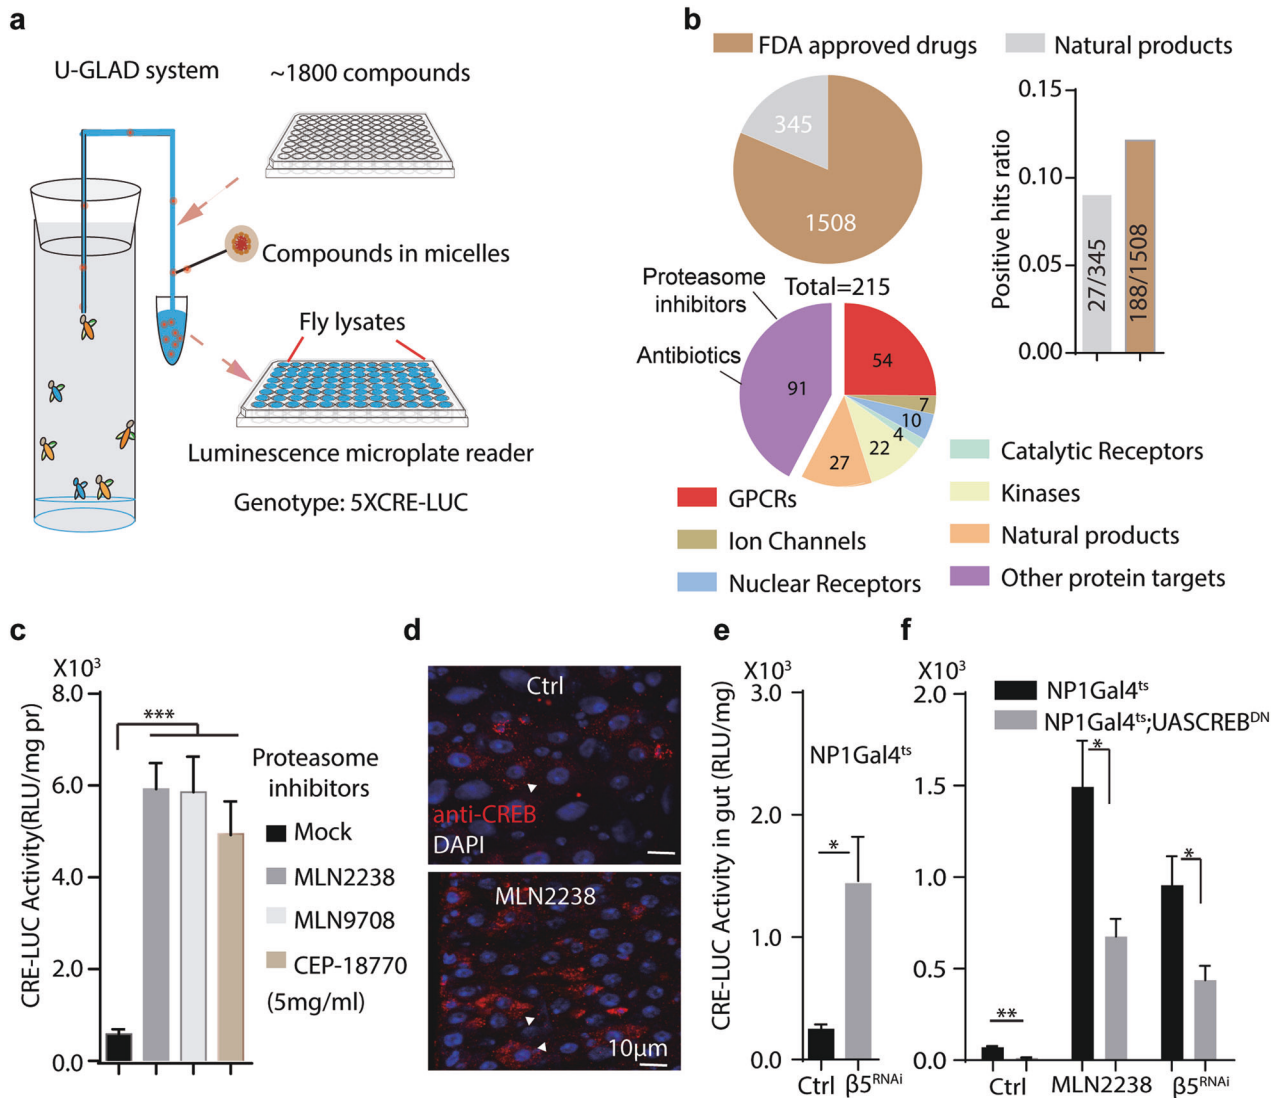 a
U-GLAD system
~1800 compounds
Compounds in micelles
Fly lysates
Luminescence microplate reader
Genotype: 5XCRE-LUC
b
FDA approved drugs
Natural products
345
1508
Total=215
Proteasome
inhibitors
Antibiotics
91
54
7
10
4
22
27
GPCRs
Ion Channels
Nuclear Receptors
Catalytic Receptors
Kinases
Natural products
Other protein targets
Positive hits ratio
0.15
0.10
0.05
0.00
27/345
188/1508
c
X10³
CRE-LUC Activity(RLU/mg pr)
8.0
6.0
4.0
2.0
0.0
***
Proteasome
inhibitors
Mock
MLN2238
MLN9708
CEP-18770
(5mg/ml)
d
Ctrl
anti-CREB
DAPI
MLN2238
10μm
e
X10³
CRE-LUC Activity in gut (RLU/mg)
3.0
2.0
1.0
0.0
NP1Gal4ᵗˢ
*
Ctrl
β5ᴿᴺᴬⁱ
f
X10³
2.0
1.5
1.0
0.5
0.0
NP1Gal4ᵗˢ
NP1Gal4ᵗˢ;UASCREBᴰᴺ
**
*
*
Ctrl
MLN2238
β5ᴿᴺᴬⁱ